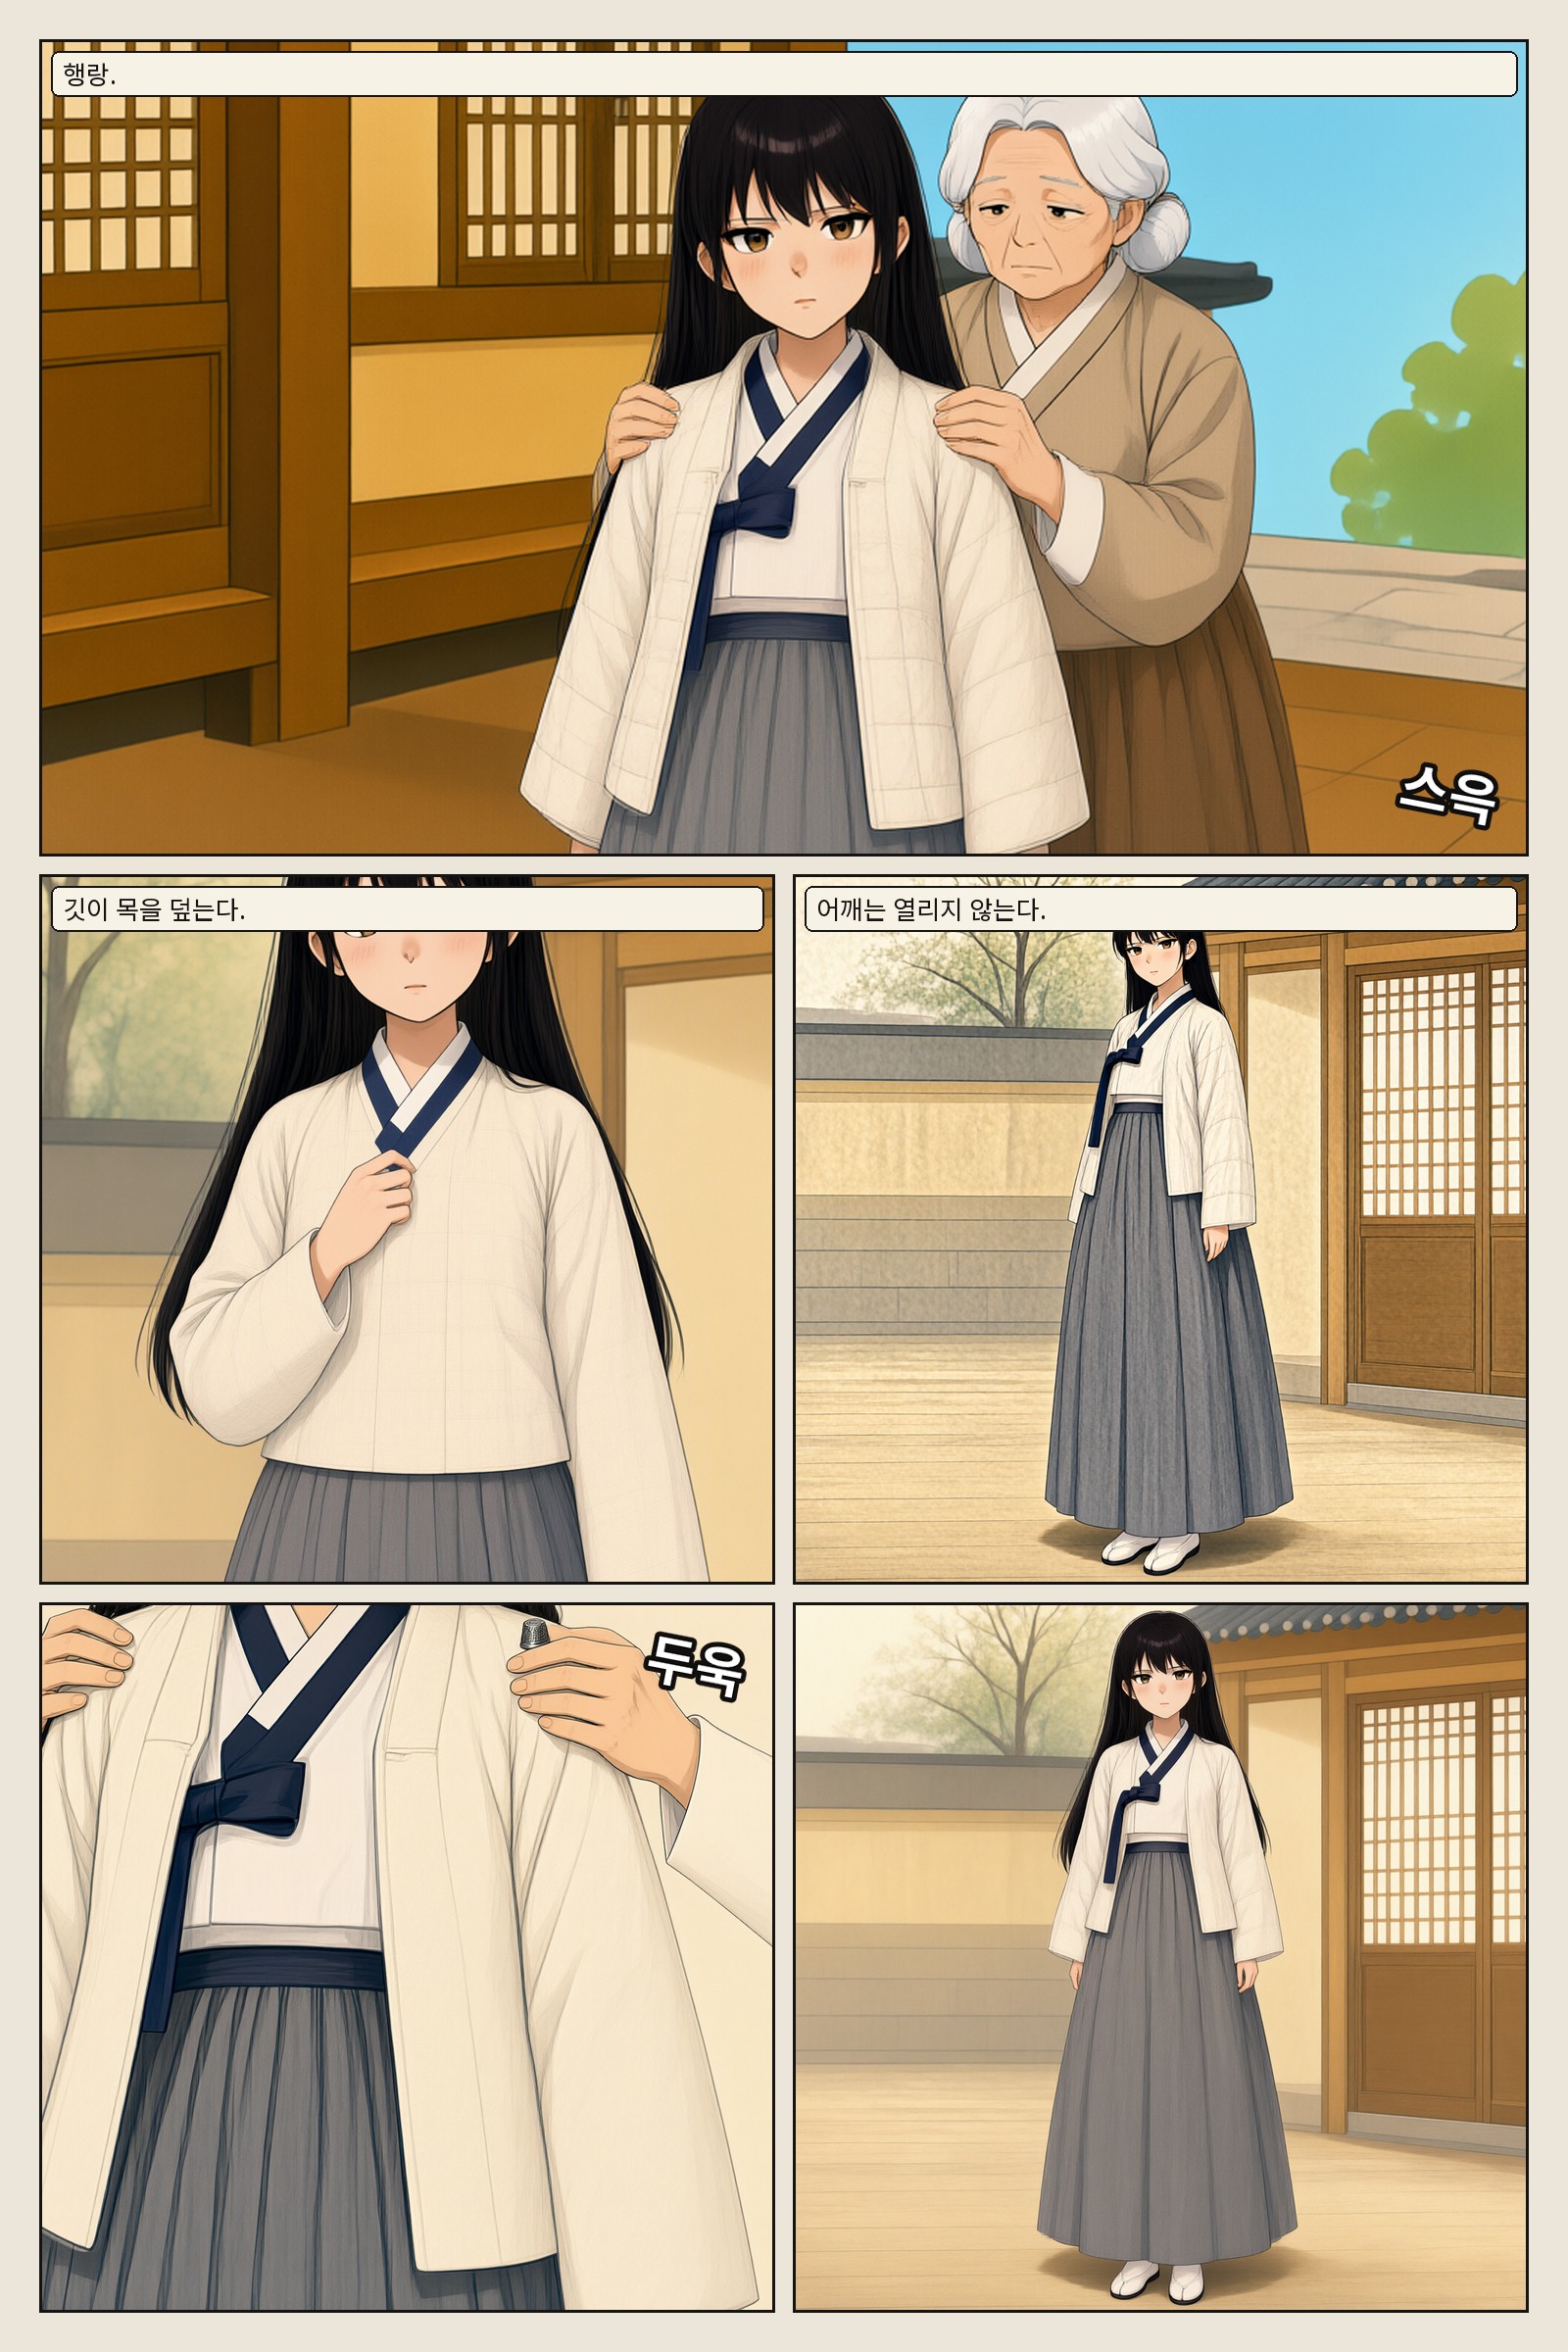 행랑.
스윽
깃이 목을 덮는다.
어깨는 열리지 않는다.
두욱